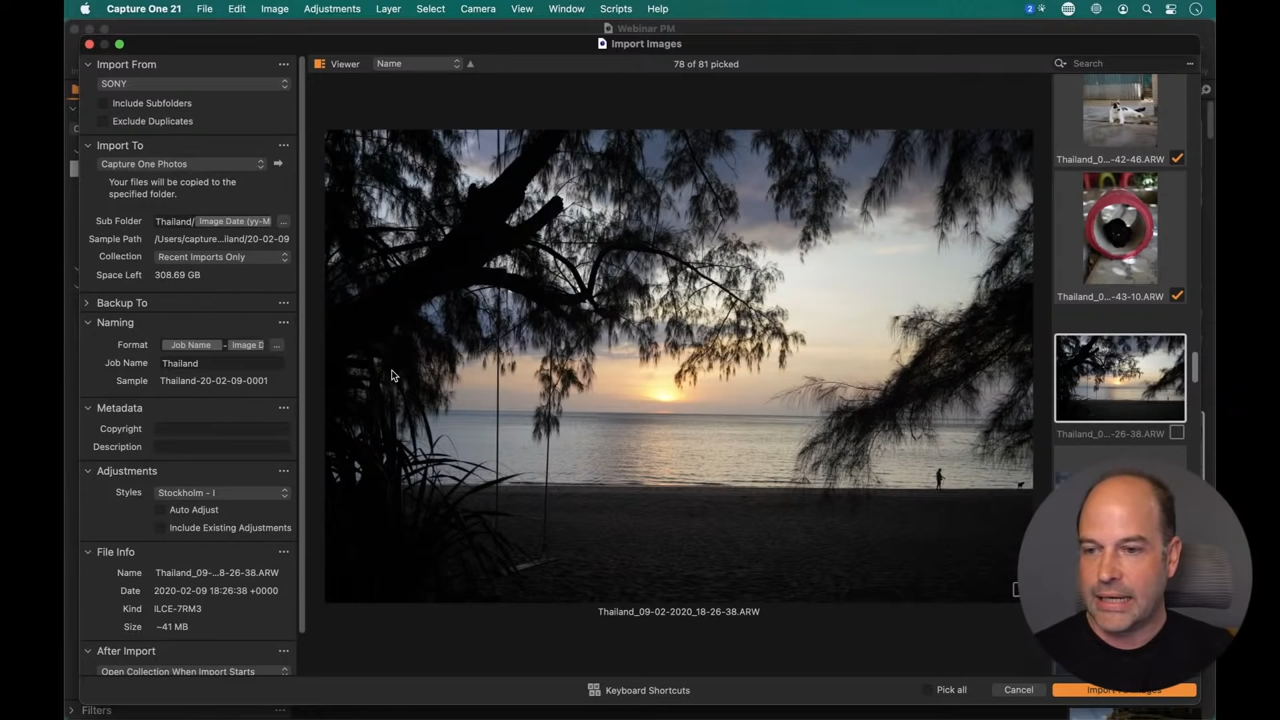 Capture One 21 File Edit Image Adjustments Layer Select Camera View Window Scripts Help 2
Webinar PM
Import Images
Import From
SONY
Include Subfolders
Exclude Duplicates
Import To
Capture One Photos
Your files will be copied to the
specified folder.
Sub Folder Thailand/ Image Date (yy-M ...
Sample Path /Users/capture...iland/20-02-09
Collection Recent Imports Only
Space Left 308.69 GB
Backup To
Naming
Format Job Name - Image D ...
Job Name Thailand
Sample Thailand-20-02-09-0001
Metadata
Copyright
Description
Adjustments
Styles Stockholm - I
Auto Adjust
Include Existing Adjustments
File Info
Name Thailand_09-...8-26-38.ARW
Date 2020-02-09 18:26:38 +0000
Kind ILCE-7RM3
Size ~41 MB
After Import
Open Collection When Import Starts
Filters
Viewer Name 78 of 81 picked Search
Thailand_0...-42-46.ARW
Thailand_0...-43-10.ARW
Thailand_0...-26-38.ARW
Thailand_09-02-2020_18-26-38.ARW
Keyboard Shortcuts Pick all Cancel Import